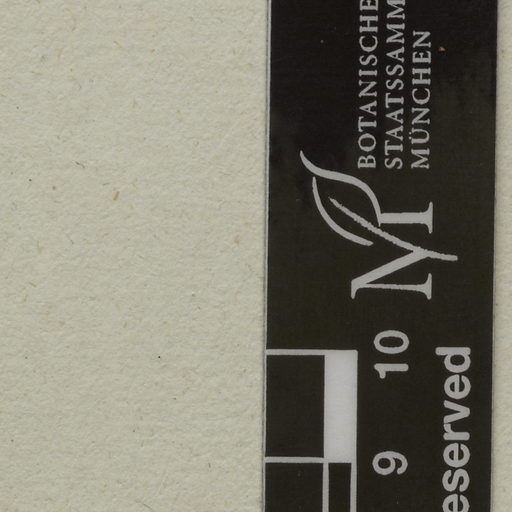 BOTANISCHE
STAATSSAMM
MÜNCHEN
M
9 10
eserved